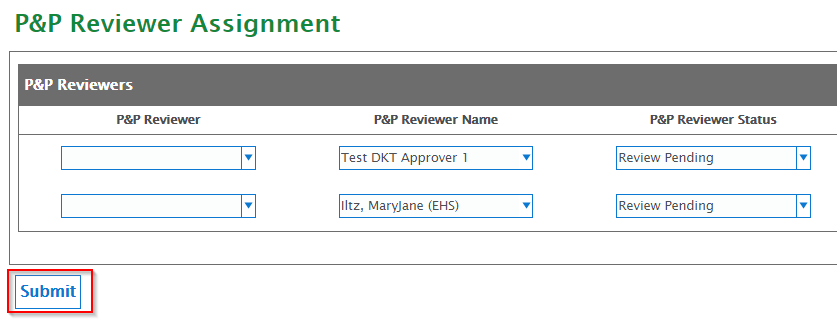 P&P Reviewer Assignment
P&P Reviewers
P&P Reviewer P&P Reviewer Name P&P Reviewer Status
Test DKT Approver 1 Review Pending
Iltz, MaryJane (EHS) Review Pending
Submit